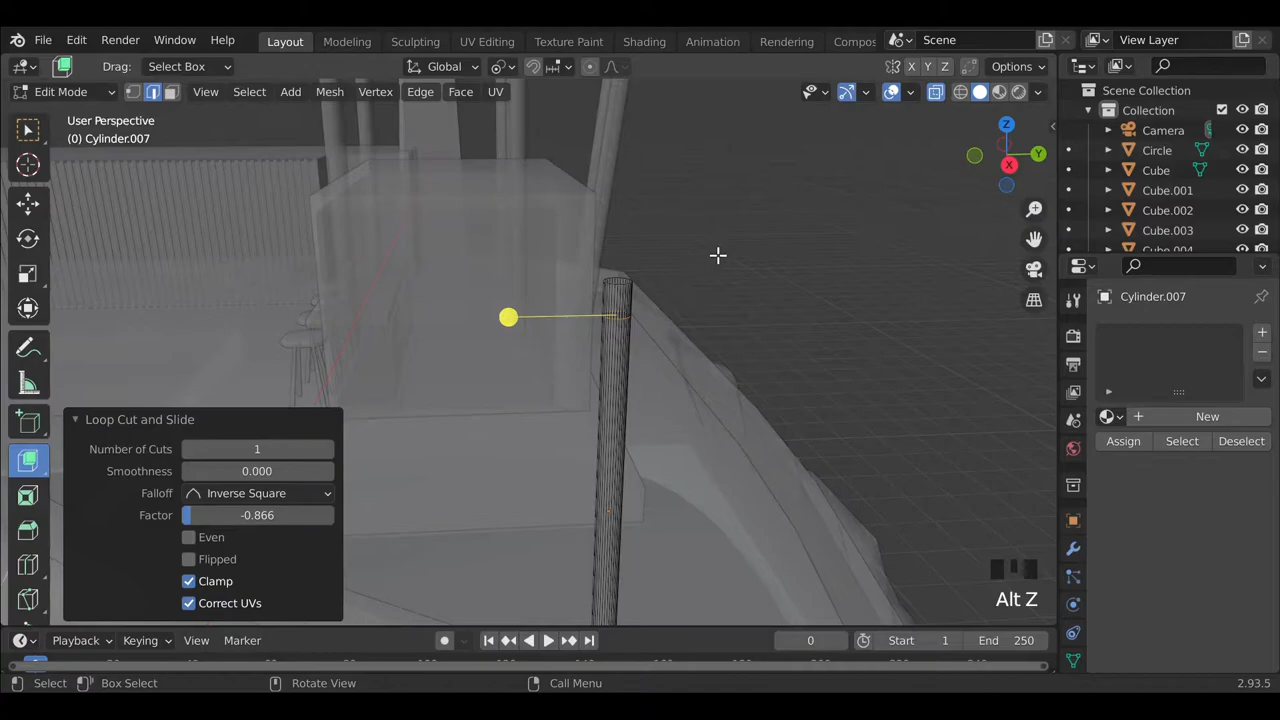 File Edit Render Window Help Layout Modeling Sculpting UV Editing Texture Paint Shading Animation Rendering Compos Scene View Layer
Drag: Select Box Global X Y Z Options
Edit Mode View Select Add Mesh Vertex Edge Face UV
User Perspective
(0) Cylinder.007
Z
Y
X
Scene Collection
Collection
Camera
Circle
Cube
Cube.001
Cube.002
Cube.003
Cube.004
Cylinder.007
New
Assign Select Deselect
Loop Cut and Slide
Number of Cuts 1
Smoothness 0.000
Falloff Inverse Square
Factor -0.866
Even
Flipped
Clamp
Correct UVs
Alt Z
Playback Keying View Marker 0 Start 1 End 250
Select Box Select Rotate View Call Menu 2.93.5